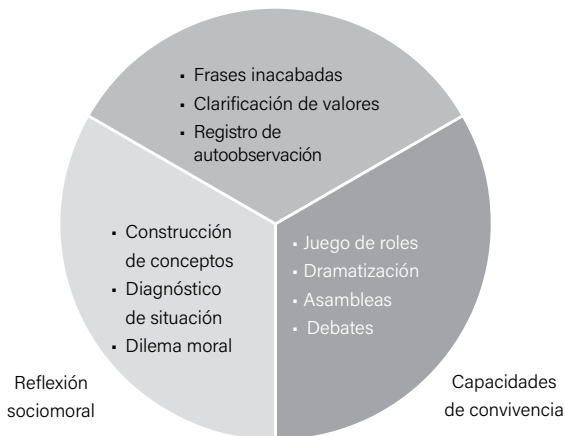 ▪ Frases inacabadas
▪ Clarificación de valores
▪ Registro de
autoobservación
▪ Construcción
de conceptos
▪ Diagnóstico
de situación
▪ Dilema moral
▪ Juego de roles
▪ Dramatización
▪ Asambleas
▪ Debates
Reflexión
sociomoral
Capacidades
de convivencia